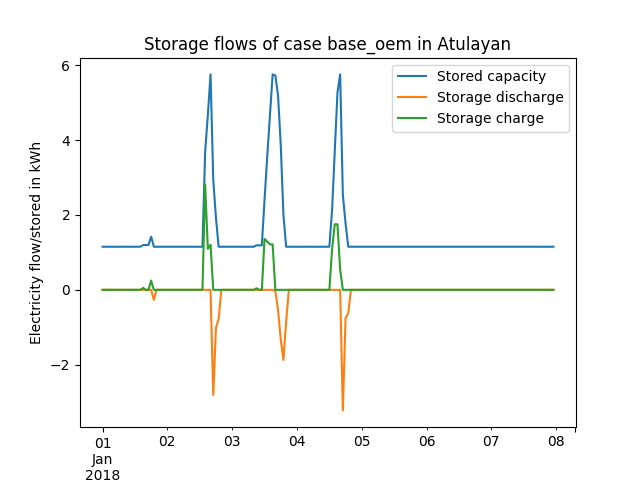 Storage flows of case base_oem in Atulayan
Electricity flow/stored in kWh
6
4
2
0
−2
Stored capacity
Storage discharge
Storage charge
01 02 03 04 05 06 07 08
Jan
2018